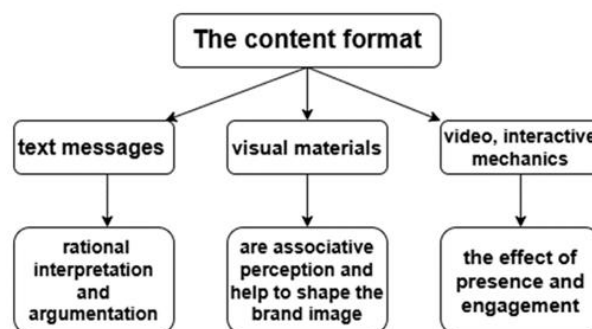 The content format
text messages
visual materials
video, interactive
mechanics
rational
interpretation
and
argumentation
are associative
perception and
help to shape the
brand image
the effect of
presence and
engagement